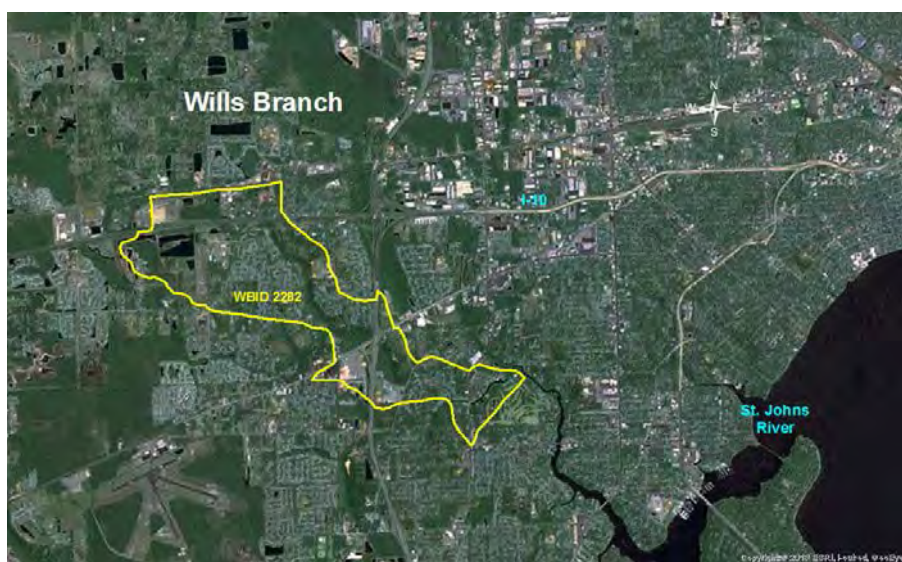 Wills Branch
N
W E
S
I-10
WBID 2282
St. Johns
River